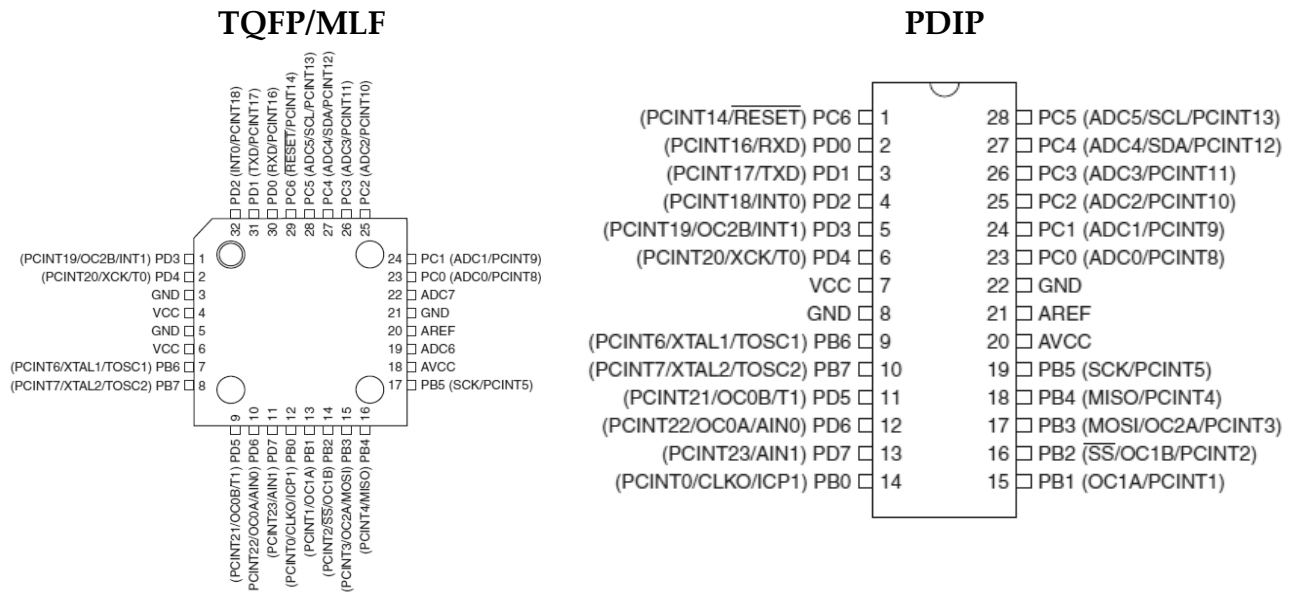 TQFP/MLF
PD2 (INT0/PCINT18)
PD1 (TXD/PCINT17)
PD0 (RXD/PCINT16)
PC6 (RESET/PCINT14)
PC5 (ADC5/SCL/PCINT13)
PC4 (ADC4/SDA/PCINT12)
PC3 (ADC3/PCINT11)
PC2 (ADC2/PCINT10)
32 31 30 29 28 27 26 25
(PCINT19/OC2B/INT1) PD3 1
(PCINT20/XCK/T0) PD4 2
GND 3
VCC 4
GND 5
VCC 6
(PCINT6/XTAL1/TOSC1) PB6 7
(PCINT7/XTAL2/TOSC2) PB7 8
24 PC1 (ADC1/PCINT9)
23 PC0 (ADC0/PCINT8)
22 ADC7
21 GND
20 AREF
19 ADC6
18 AVCC
17 PB5 (SCK/PCINT5)
9 10 11 12 13 14 15 16
(PCINT21/OC0B/T1) PD5
PCINT22/OC0A/AIN0) PD6
(PCINT23/AIN1) PD7
(PCINT0/CLKO/ICP1) PB0
(PCINT1/OC1A) PB1
(PCINT2/SS/OC1B) PB2
(PCINT3/OC2A/MOSI) PB3
(PCINT4/MISO) PB4
PDIP
(PCINT14/RESET) PC6 1
(PCINT16/RXD) PD0 2
(PCINT17/TXD) PD1 3
(PCINT18/INT0) PD2 4
(PCINT19/OC2B/INT1) PD3 5
(PCINT20/XCK/T0) PD4 6
VCC 7
GND 8
(PCINT6/XTAL1/TOSC1) PB6 9
(PCINT7/XTAL2/TOSC2) PB7 10
(PCINT21/OC0B/T1) PD5 11
(PCINT22/OC0A/AIN0) PD6 12
(PCINT23/AIN1) PD7 13
(PCINT0/CLKO/ICP1) PB0 14
28 PC5 (ADC5/SCL/PCINT13)
27 PC4 (ADC4/SDA/PCINT12)
26 PC3 (ADC3/PCINT11)
25 PC2 (ADC2/PCINT10)
24 PC1 (ADC1/PCINT9)
23 PC0 (ADC0/PCINT8)
22 GND
21 AREF
20 AVCC
19 PB5 (SCK/PCINT5)
18 PB4 (MISO/PCINT4)
17 PB3 (MOSI/OC2A/PCINT3)
16 PB2 (SS/OC1B/PCINT2)
15 PB1 (OC1A/PCINT1)